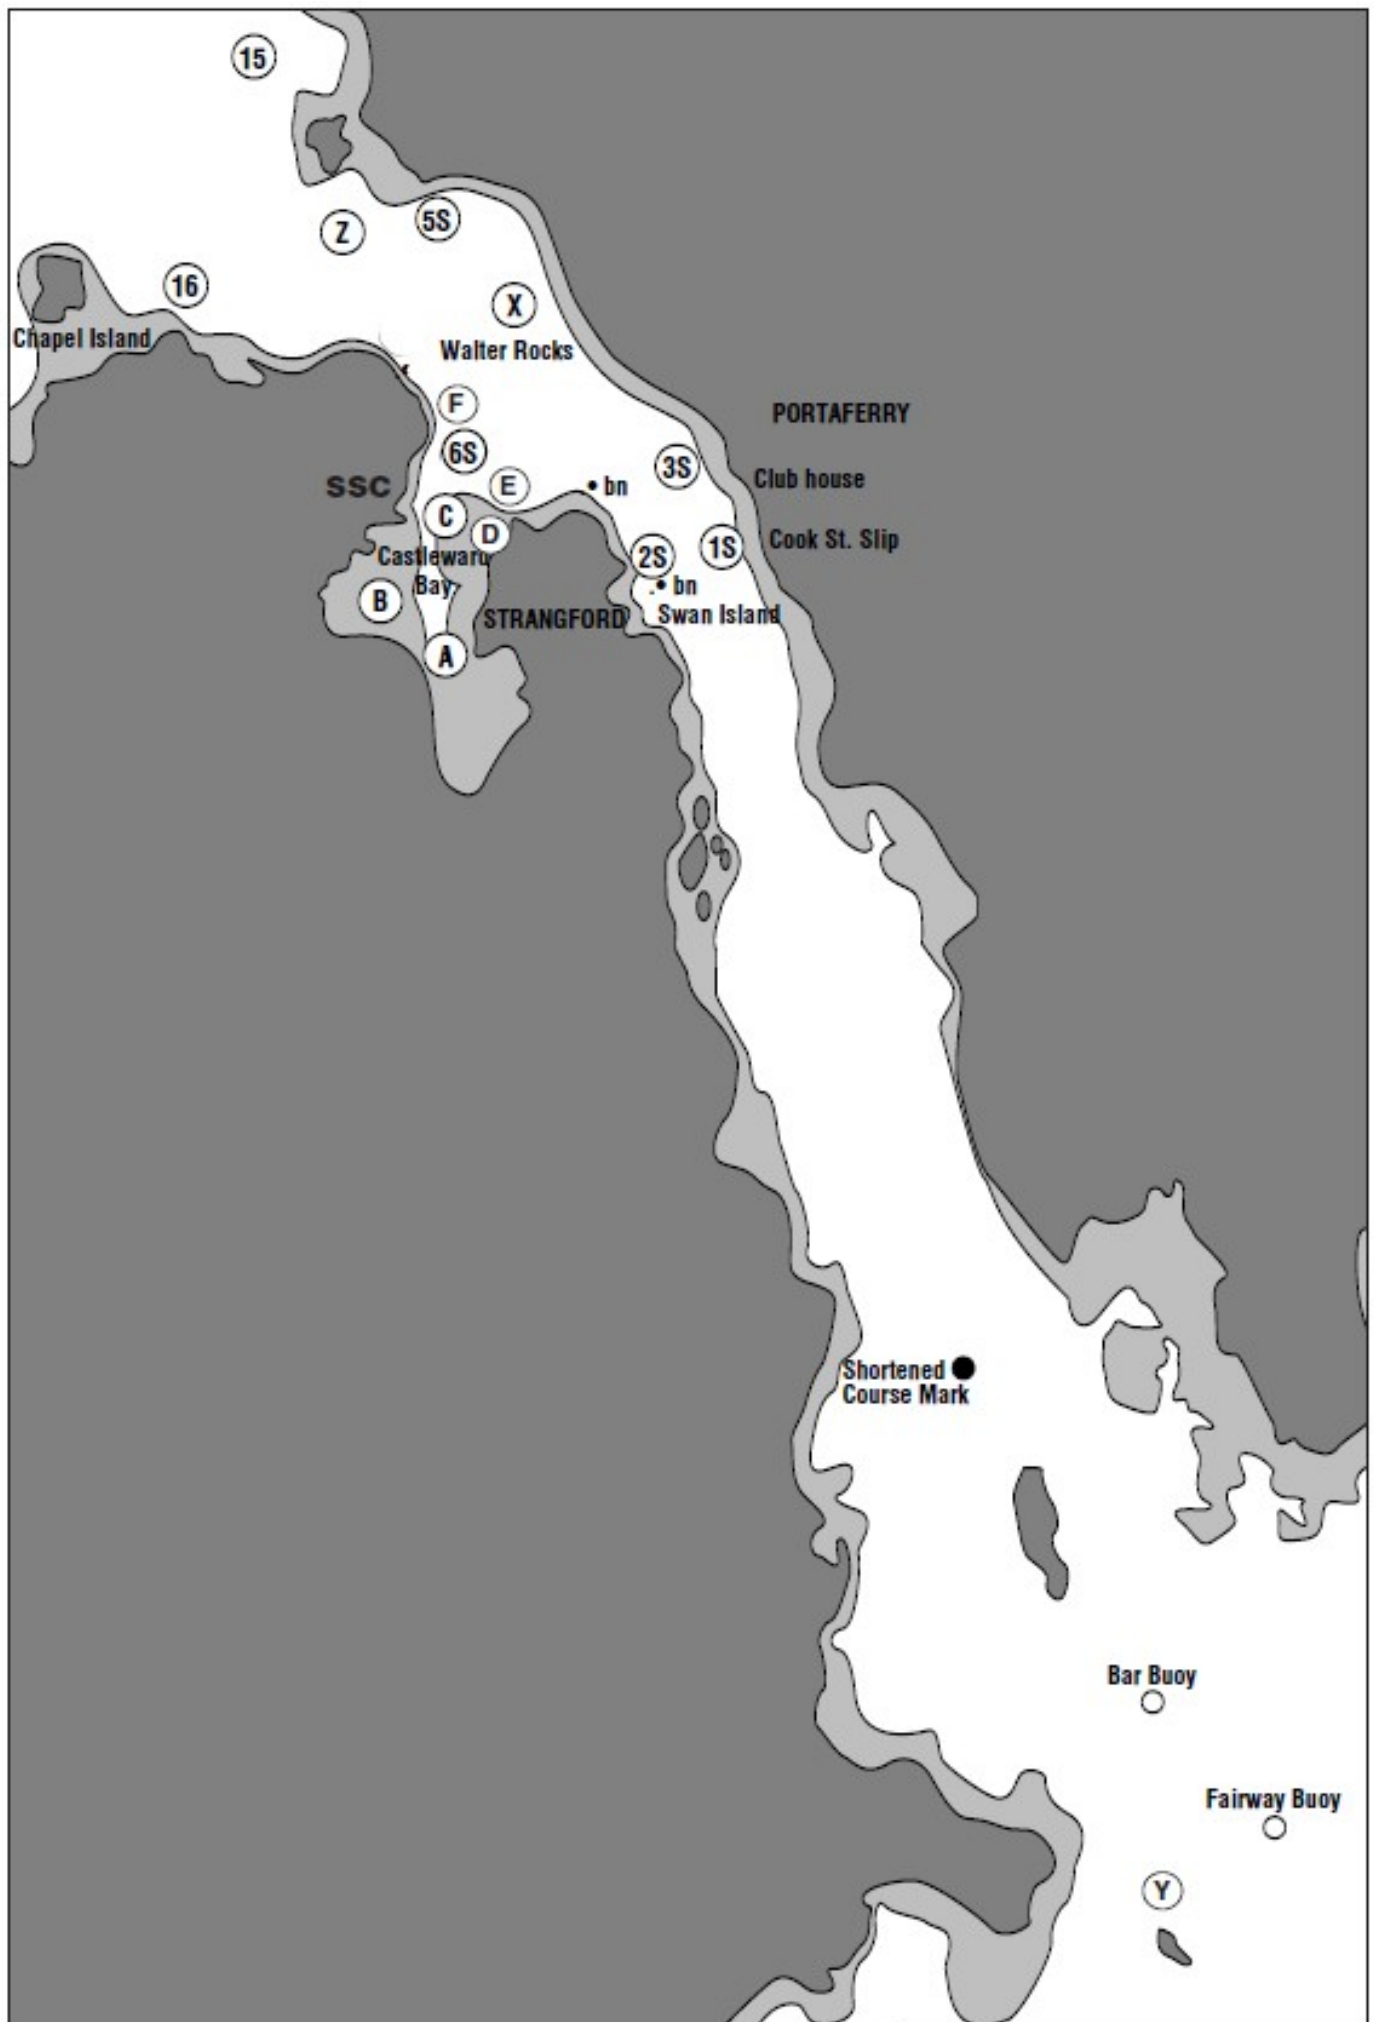 15
5S
Z
16
X
Chapel Island
Walter Rocks
F
PORTAFERRY
6S
3S
Club house
SSC
E
bn
C
D
1S
Cook St. Slip
Castleward
Bay
2S
bn
B
STRANGFORD
Swan Island
A
Shortened
Course Mark
Bar Buoy
Fairway Buoy
Y